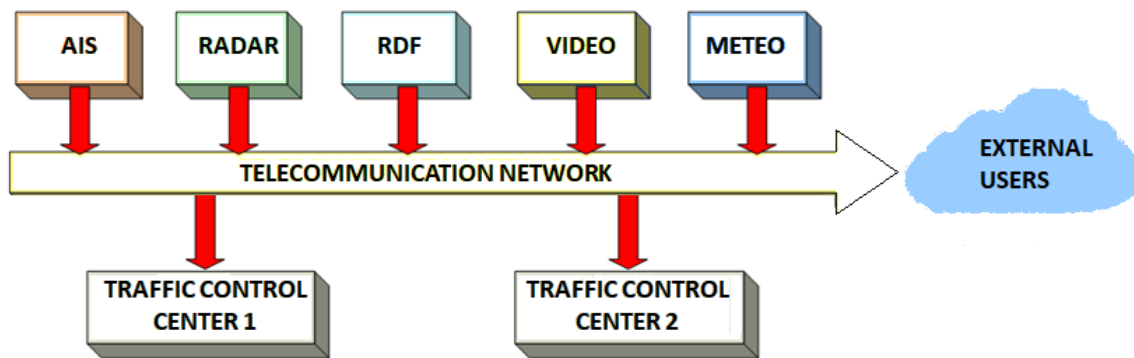 AIS
RADAR
RDF
VIDEO
METEO
TELECOMMUNICATION NETWORK
EXTERNAL
USERS
TRAFFIC CONTROL
CENTER 1
TRAFFIC CONTROL
CENTER 2